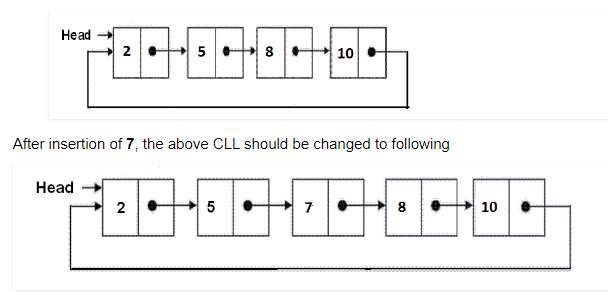 Head
2 5 8 10
After insertion of 7, the above CLL should be changed to following
Head
2 5 7 8 10